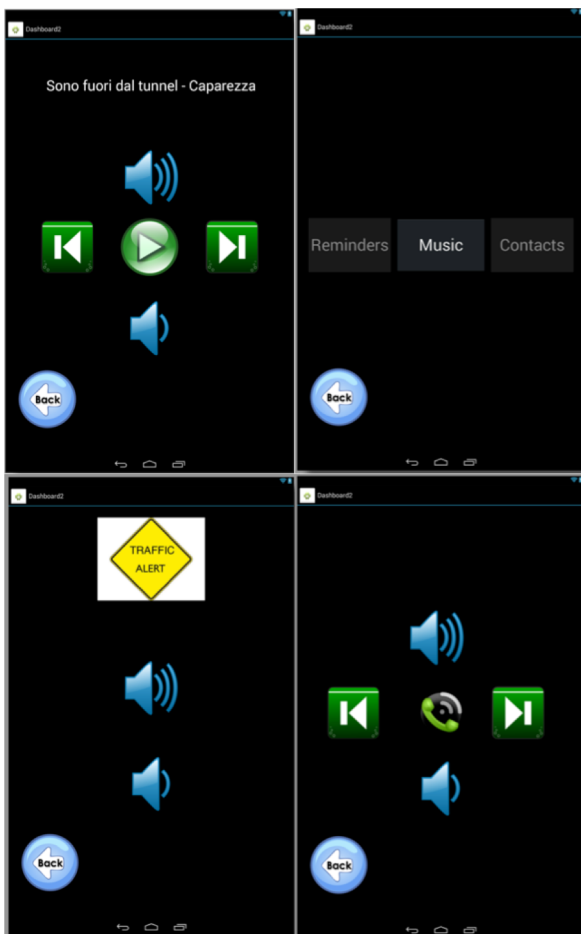 Dashboard2
Sono fuori dal tunnel - Caparezza
Back
Dashboard2
Reminders Music Contacts
Back
Dashboard2
TRAFFIC
ALERT
Back
Dashboard2
Back